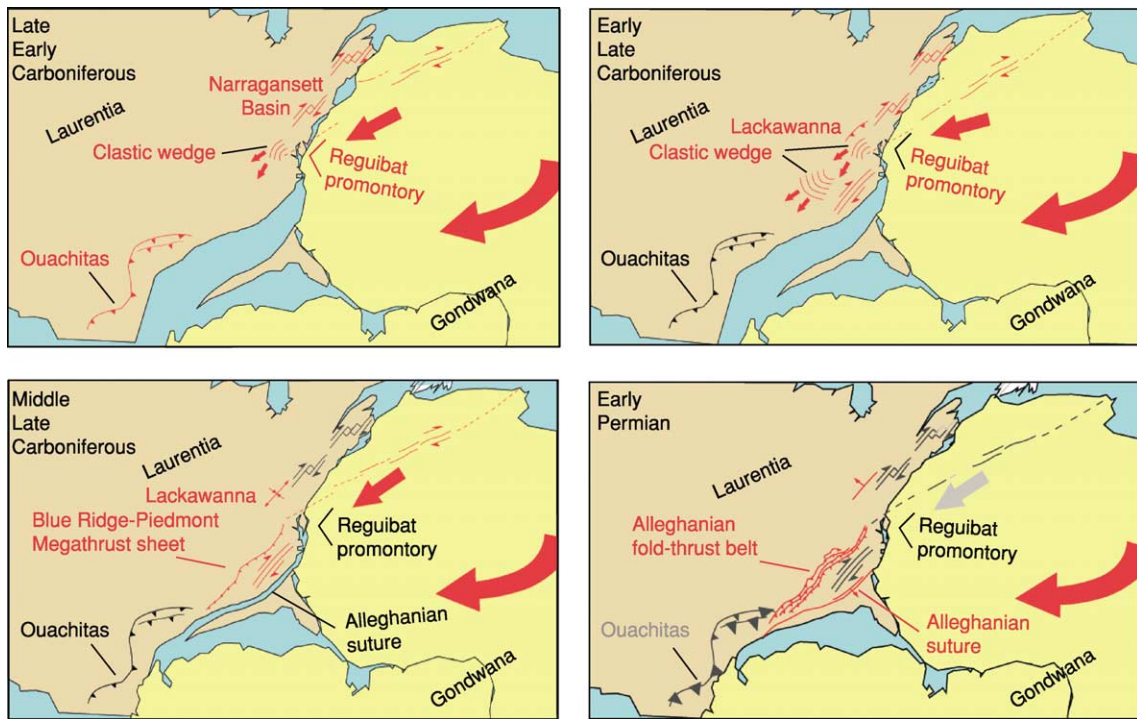 Late
Early
Carboniferous
Narragansett
Basin
Laurentia
Clastic wedge
Reguibat
promontory
Ouachitas
Gondwana
Early
Late
Carboniferous
Laurentia
Lackawanna
Clastic wedge
Reguibat
promontory
Ouachitas
Gondwana
Middle
Late
Carboniferous
Laurentia
Lackawanna
Blue Ridge-Piedmont
Megathrust sheet
Reguibat
promontory
Ouachitas
Alleghanian
suture
Gondwana
Early
Permian
Laurentia
Alleghanian
fold-thrust belt
Reguibat
promontory
Ouachitas
Alleghanian
suture
Gondwana